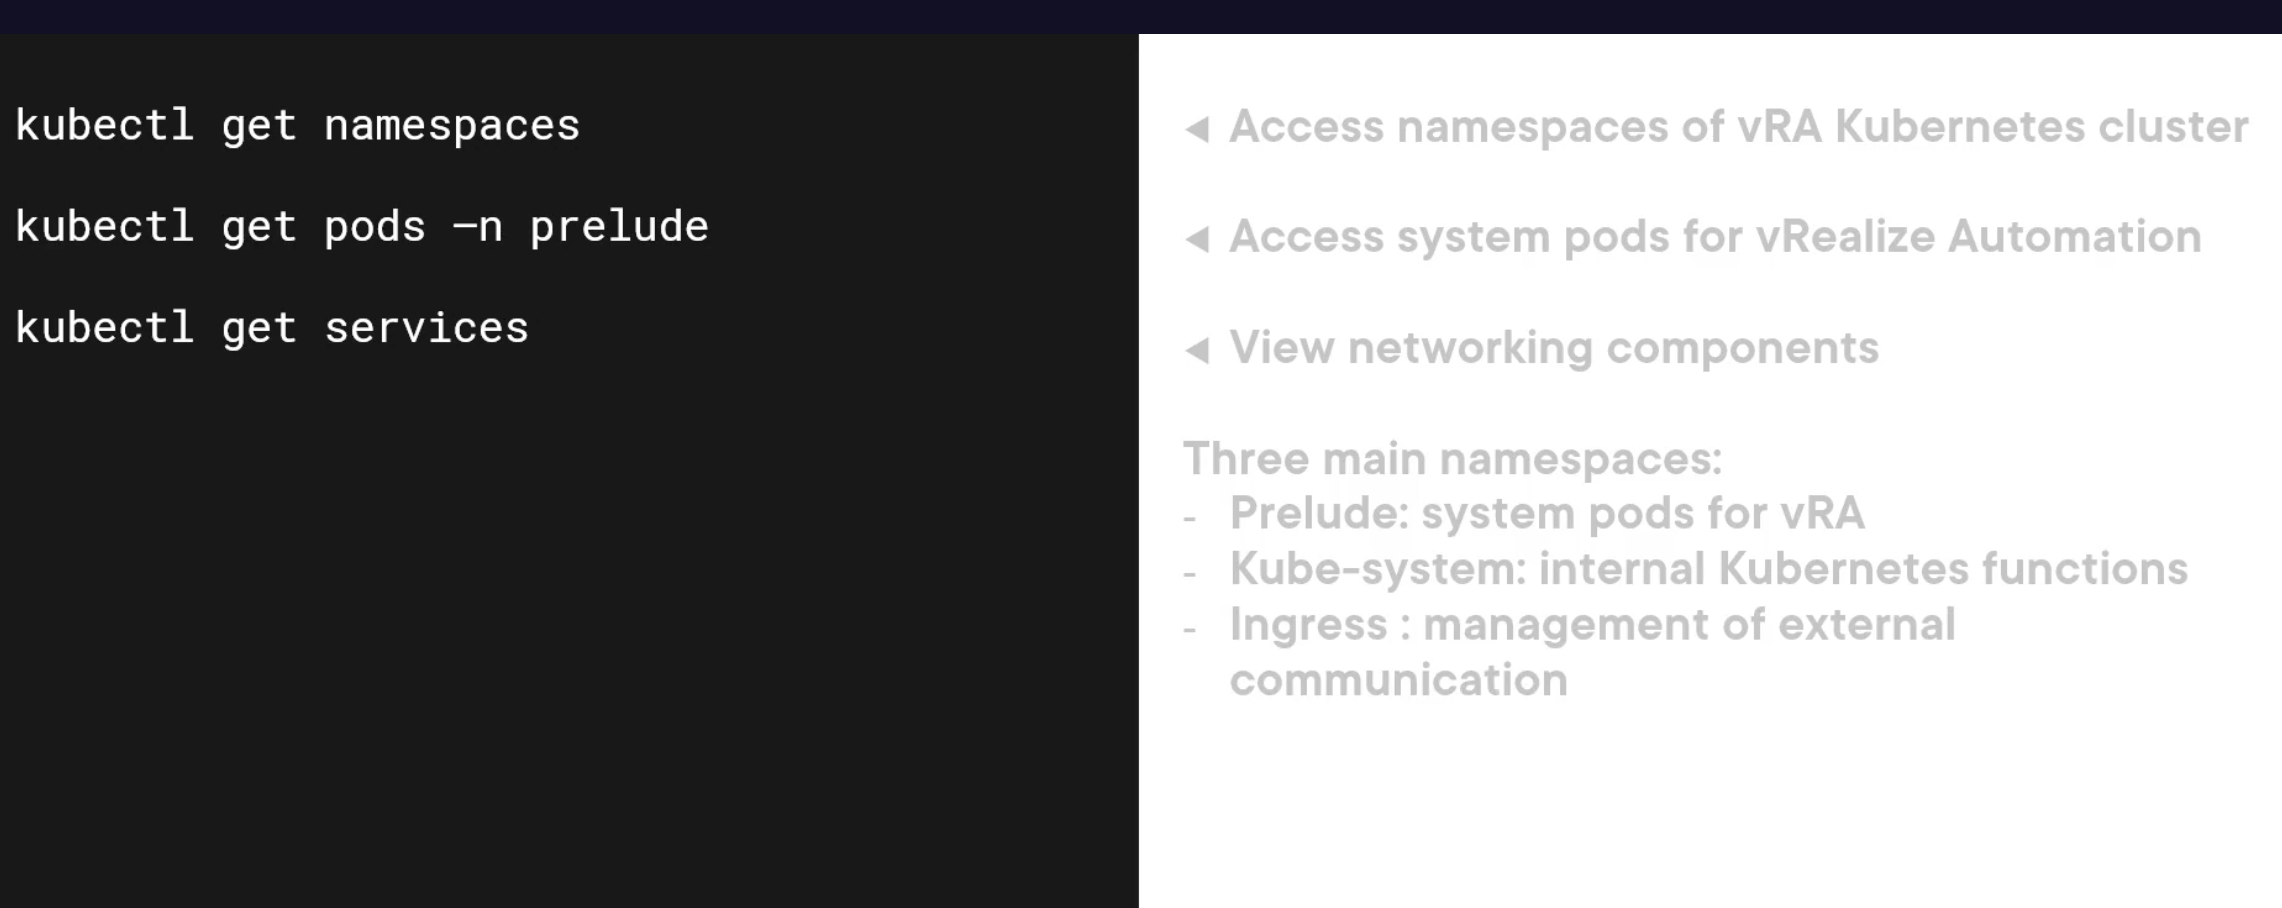 kubectl get namespaces
kubectl get pods –n prelude
kubectl get services
◄ Access namespaces of vRA Kubernetes cluster
◄ Access system pods for vRealize Automation
◄ View networking components
Three main namespaces:
- Prelude: system pods for vRA
- Kube-system: internal Kubernetes functions
- Ingress : management of external
communication